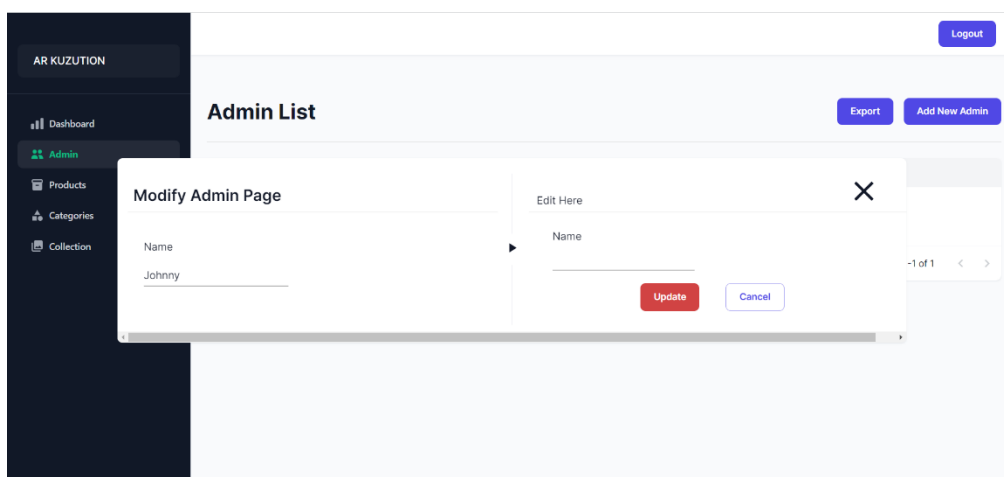 Logout
AR KUZUTION
Admin List
Export
Add New Admin
Dashboard
Admin
Products
Categories
Collection
Modify Admin Page
Edit Here
Name
Johnny
Name
Update
Cancel
-1 of 1